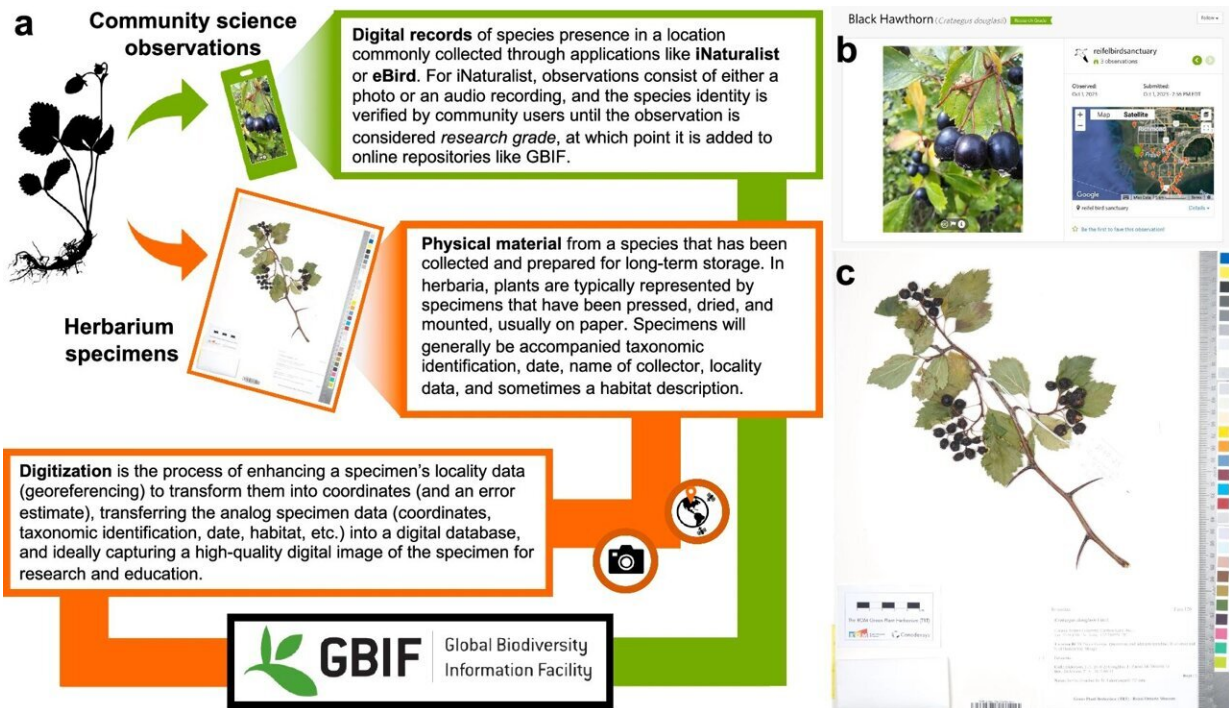 a
Community science
observations
Digital records of species presence in a location
commonly collected through applications like iNaturalist
or eBird. For iNaturalist, observations consist of either a
photo or an audio recording, and the species identity is
verified by community users until the observation is
considered research grade, at which point it is added to
online repositories like GBIF.
Herbarium
specimens
Physical material from a species that has been
collected and prepared for long-term storage. In
herbaria, plants are typically represented by
specimens that have been pressed, dried, and
mounted, usually on paper. Specimens will
generally be accompanied taxonomic
identification, date, name of collector, locality
data, and sometimes a habitat description.
Digitization is the process of enhancing a specimen's locality data
(georeferencing) to transform them into coordinates (and an error
estimate), transferring the analog specimen data (coordinates,
taxonomic identification, date, habitat, etc.) into a digital database,
and ideally capturing a high-quality digital image of the specimen for
research and education.
GBIF
Global Biodiversity
Information Facility
Black Hawthorn (Crataegus douglasii) Research Grade
Follow
b
reifelbirdsanctuary
3 observations
Observed:
Submitted:
Map
Satellite
Richmond
Google
reifel bird sanctuary
Details
Be the first to fave this observation!
c